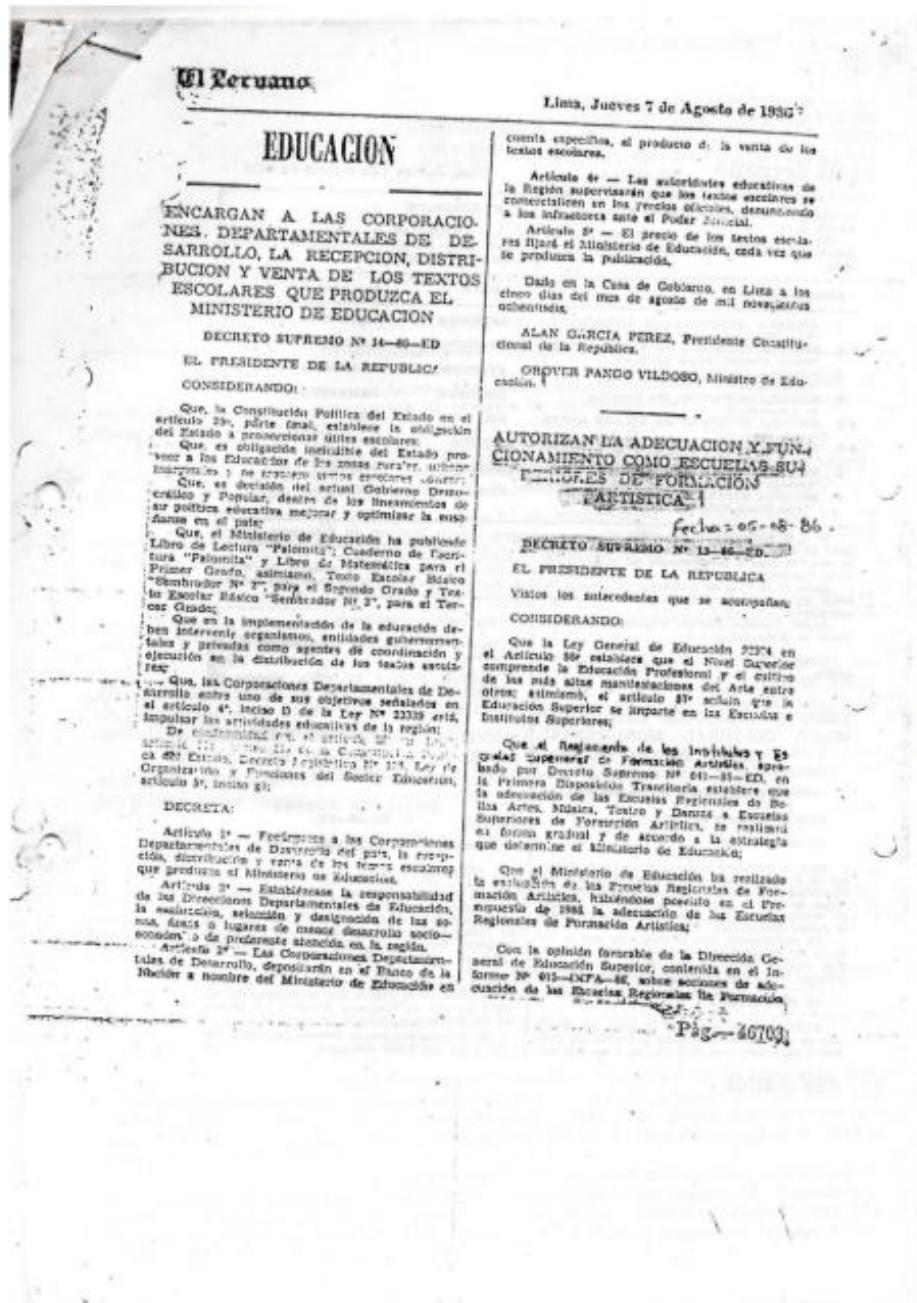 El Peruano
Lima, Jueves 7 de Agosto de 1986
EDUCACION
ENCARGAN A LAS CORPORACIO-
NES. DEPARTAMENTALES DE DE-
SARROLLO, LA RECEPCION, DISTRI-
BUCION Y VENTA DE LOS TEXTOS
ESCOLARES QUE PRODUZCA EL
MINISTERIO DE EDUCACION
DECRETO SUPREMO Nº 14—86—ED
EL PRESIDENTE DE LA REPUBLICA
CONSIDERANDO:
Que, la Constitución Política del Estado en el
artículo 25º, parte final, establece la obligación
del Estado a proporcionar útiles escolares;
Que, es obligación ineludible del Estado pro-
veer a los Educandos de las zonas rurales, urbano
Que, es decisión del actual Gobierno Demo-
crático y Popular, dentro de los lineamientos de
su política educativa mejorar y optimizar la ense-
ñanza en el país;
Que, el Ministerio de Educación ha publicado
Libro de Lectura "Palomita"; Cuaderno de Escri-
tura "Palomita" y Libro de Matemática para el
Primer Grado, asimismo, Texto Escolar Básico
"Sembrador Nº 2", para el Segundo Grado y Tex-
to Escolar Básico "Sembrador Nº 3", para el Ter-
cer Grado;
Que en la implementación de la educación de-
ben intervenir organismos, entidades gubernamen-
tales y privadas como agentes de coordinación y
ejecución en la distribución de los textos escola-
res;
Que, las Corporaciones Departamentales de De-
sarrollo entre uno de sus objetivos señalados en
el artículo 4º, inciso D de la Ley Nº 23339 está,
impulsar las actividades educativas de la región;
De conformidad
ca del Estado, Decreto Legislativo Ley de
Organización y Funciones del Sector Educación,
artículo 5º, inciso g);
DECRETA:
Artículo 1º — Encárgase a las Corporaciones
Departamentales de Desarrollo del país, la recep-
ción, distribución y venta de los textos escolares
que produzca el Ministerio de Educación.
Artículo 2º — Establécese la responsabilidad
de las Direcciones Departamentales de Educación,
la evaluación, selección y designación de las zo-
nas, áreas o lugares de menor desarrollo socio—
económico de preferente atención en la región.
Artículo 3º — Las Corporaciones Departamen-
tales de Desarrollo, depositarán en el Banco de la
Nación a nombre del Ministerio de Educación en
cuenta específica, el producto de la venta de los
textos escolares.
Artículo 4º — Las autoridades educativas de
la Región supervisarán que los textos escolares se
comercialicen en los precios oficiales, denunciando
a los infractores ante el Poder Judicial.
Artículo 5º — El precio de los textos escola-
res fijará el Ministerio de Educación, cada vez que
se produzca la publicación.
Dado en la Casa de Gobierno, en Lima a los
cinco días del mes de agosto de mil novecientos
ochentiséis.
ALAN GARCIA PEREZ, Presidente Constitu-
cional de la República.
GROVER PANGO VILDOSO, Ministro de Edu-
cación.
AUTORIZAN LA ADECUACION Y FUN-
CIONAMIENTO COMO ESCUELAS SU-
PERIORES DE FORMACION
ARTISTICA
Fecha = 05-08-86.
DECRETO SUPREMO Nº 13—86—ED.
EL PRESIDENTE DE LA REPUBLICA
Vistos los antecedentes que se acompañan;
CONSIDERANDO:
Que la Ley General de Educación en
el Artículo establece que el Nivel Superior
comprende la Educación Profesional y el cultivo
de las más altas manifestaciones del Arte entre
otros; asimismo, el artículo señala que la
Educación Superior se imparte en las Escuelas e
Institutos Superiores;
Que el Reglamento de los Institutos y Es-
cuelas Superiores de Formación Artística, apro-
bado por Decreto Supremo ED, en
la Primera Disposición Transitoria establece que
la adecuación de las Escuelas Regionales de Be-
llas Artes, Música, Teatro y Danzas a Escuelas
Superiores de Formación Artística, se realizará
en forma gradual y de acuerdo a la estrategia
que determine el Ministerio de Educación;
Que el Ministerio de Educación ha realizado
la evaluación de las Escuelas Regionales de For-
mación Artística, habiéndose previsto en el Pre-
supuesto de 1986 la adecuación de las Escuelas
Regionales de Formación Artística;
Con la opinión favorable de la Dirección Ge-
neral de Educación Superior, contenida en el In-
forme sobre acciones de ade-
cuación de las Escuelas Regionales de Formación
Pág.— 46703